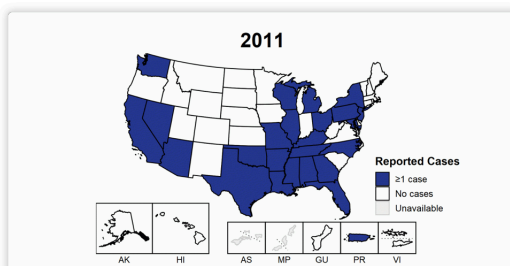 2011
Reported Cases
≥1 case
No cases
Unavailable
AK
HI
AS
MP
GU
PR
VI